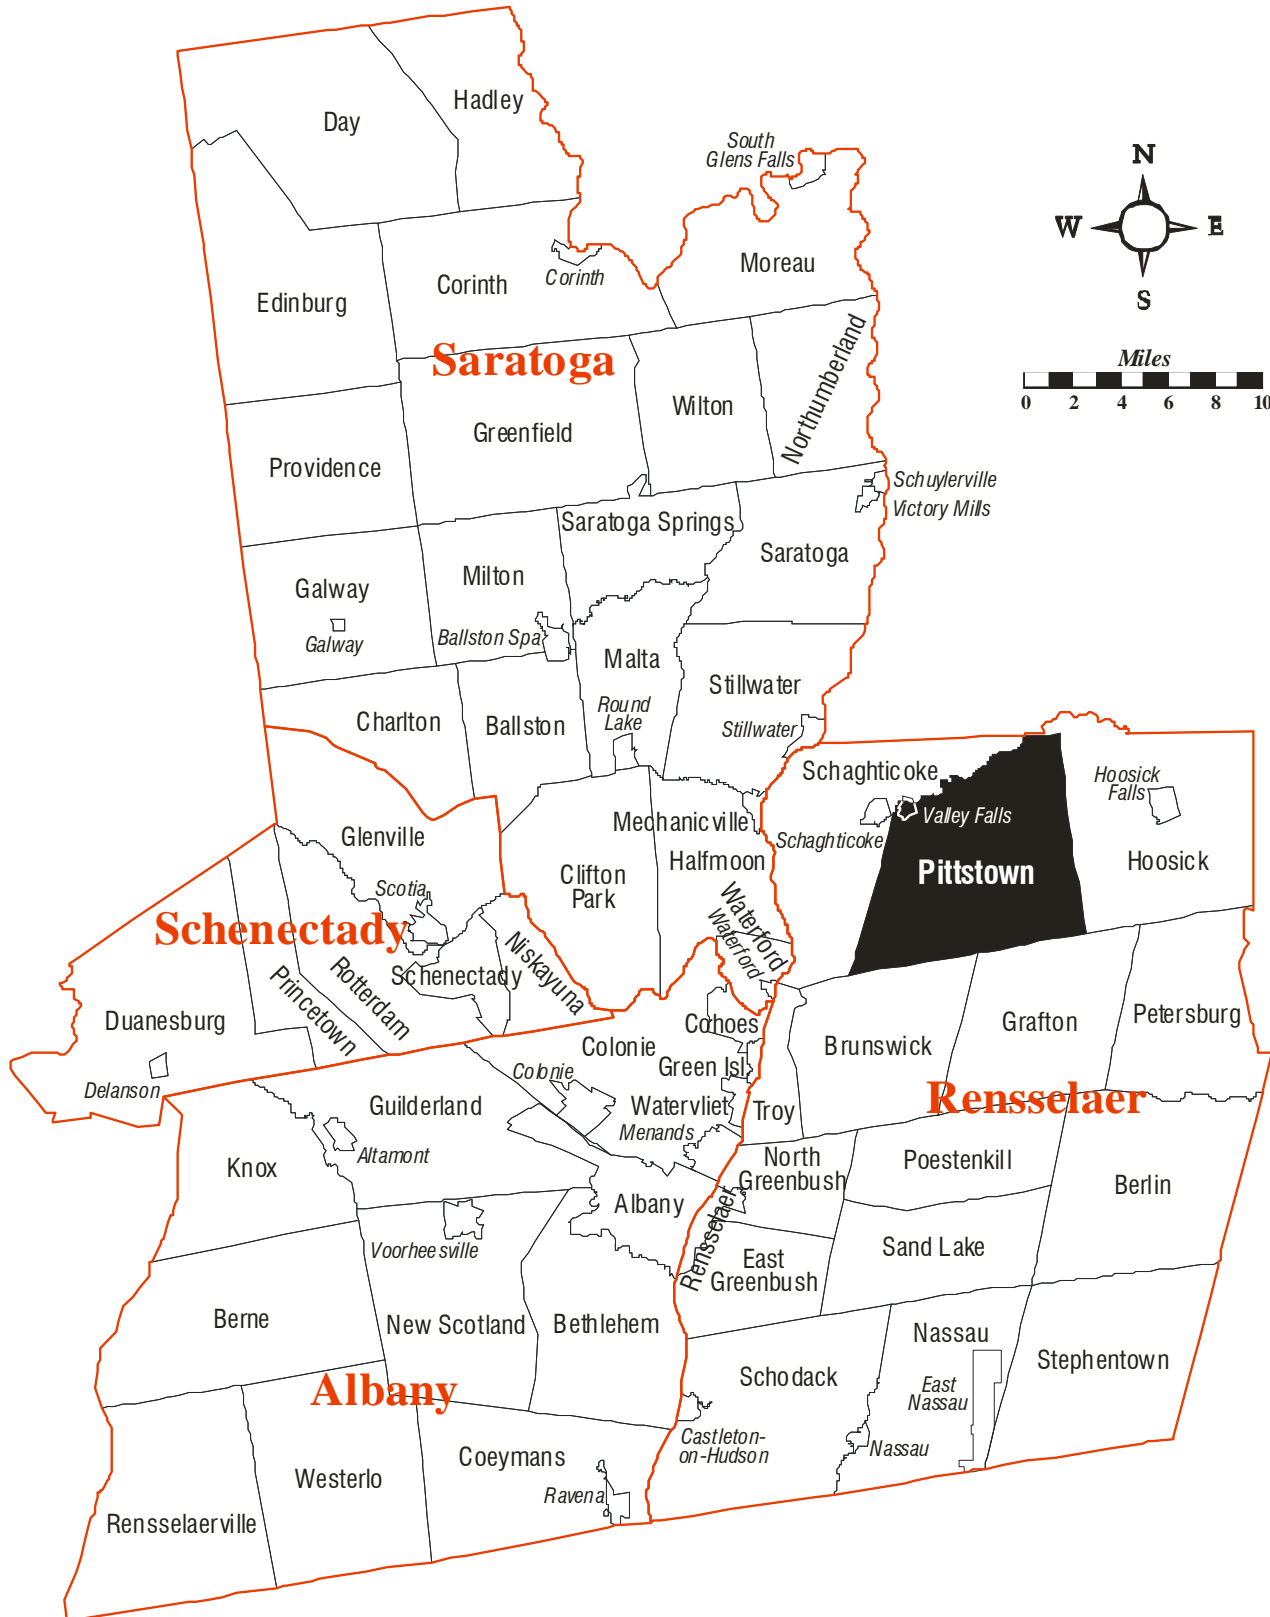 Hadley
Day
South
Glens Falls
N
W
E
S
Moreau
Corinth
Corinth
Edinburg
Saratoga
Miles
0 2 4 6 8 10
Northumberland
Wilton
Greenfield
Providence
Schuylerville
Victory Mills
Saratoga Springs
Saratoga
Milton
Galway
Galway
Ballston Spa
Malta
Stillwater
Round
Lake
Stillwater
Charlton
Ballston
Schaghticoke
Hoosick
Falls
Valley Falls
Mechanicville
Schaghticoke
Glenville
Halfmoon
Hoosick
Pittstown
Clifton
Park
Scotia
Waterford
Waterford
Schenectady
Niskayuna
Schenectady
Rotterdam
Princetown
Duanesburg
Cohoes
Grafton
Petersburg
Brunswick
Colonie
Green Isl.
Colonie
Delanson
Rensselaer
Guilderland
Watervliet
Troy
Menands
Altamont
Knox
North
Greenbush
Poestenkill
Berlin
Albany
Rensselaer
Voorheesville
Sand Lake
East
Greenbush
Berne
New Scotland
Bethlehem
Nassau
Stephentown
Schodack
Albany
East
Nassau
Castleton-
on-Hudson
Nassau
Coeymans
Westerlo
Ravena
Rensselaerville